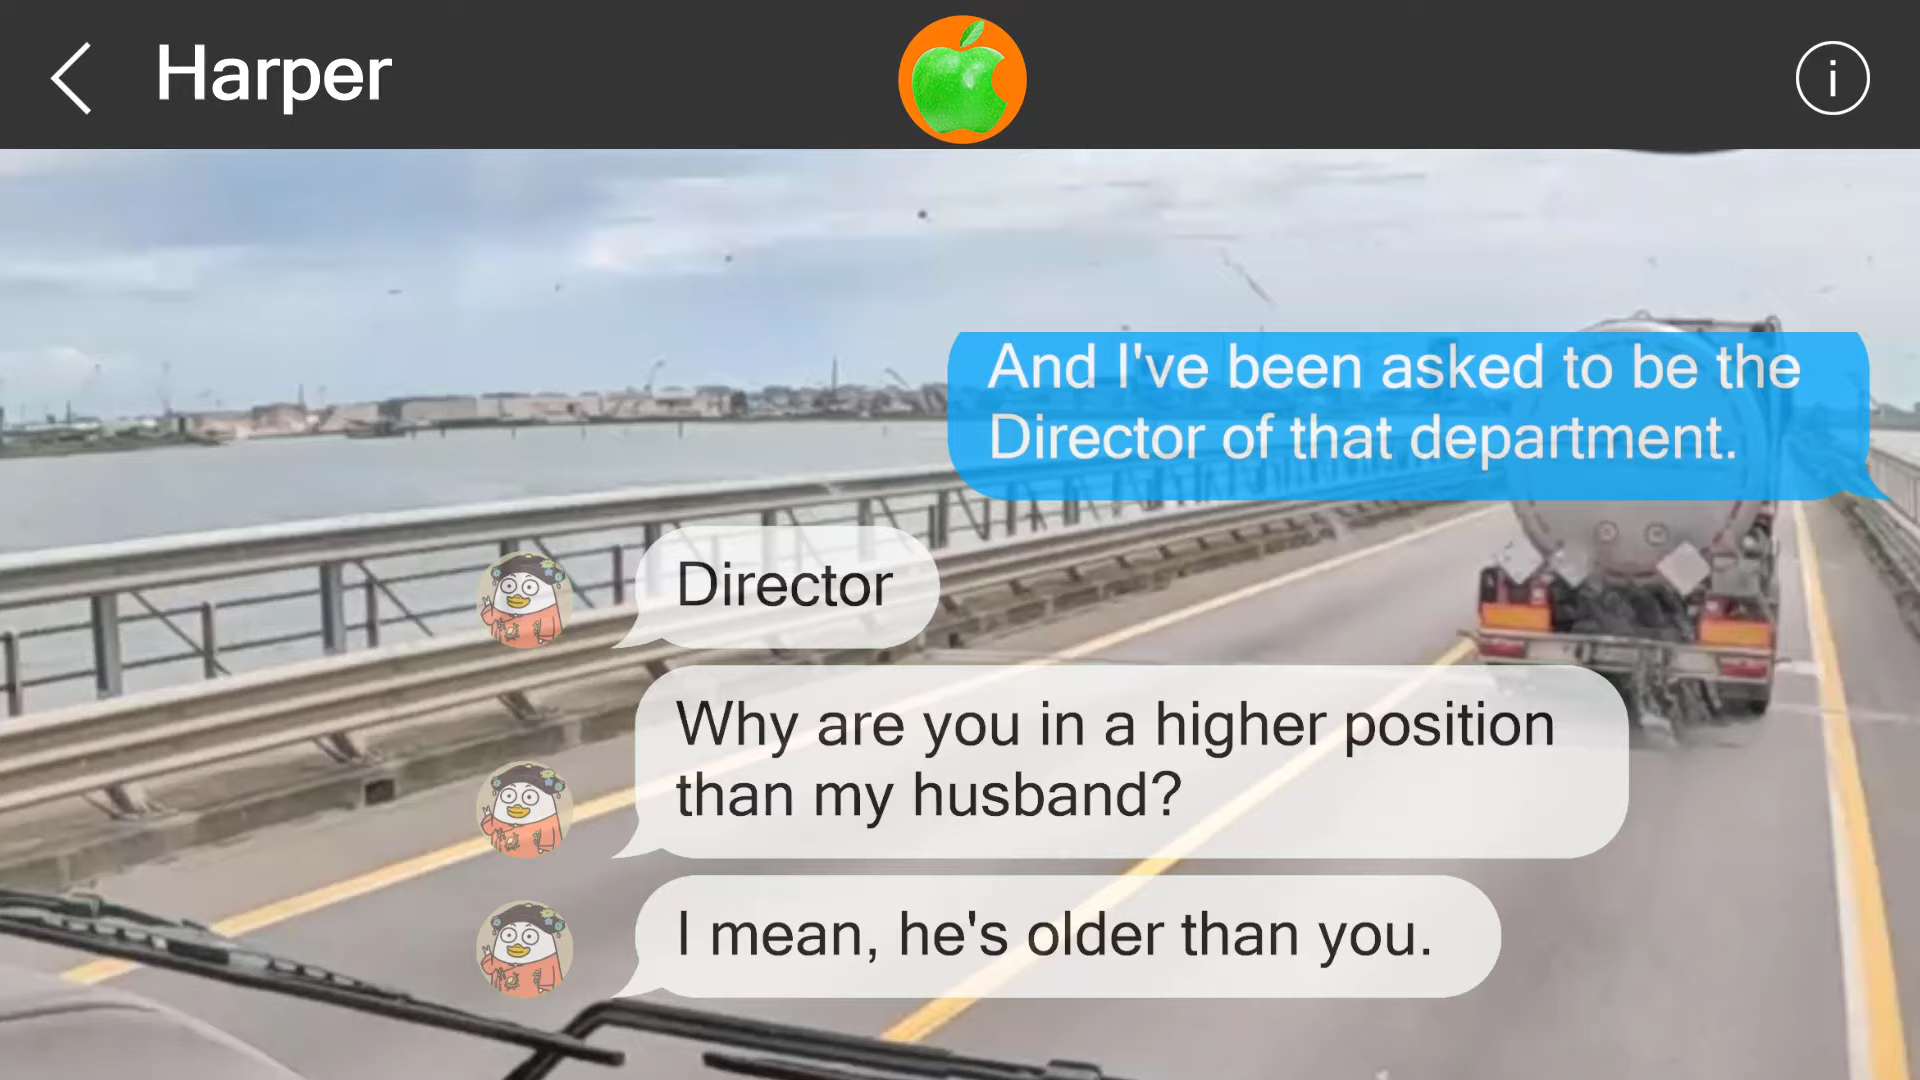 Harper
And I've been asked to be the
Director of that department.
Director
Why are you in a higher position
than my husband?
I mean, he's older than you.